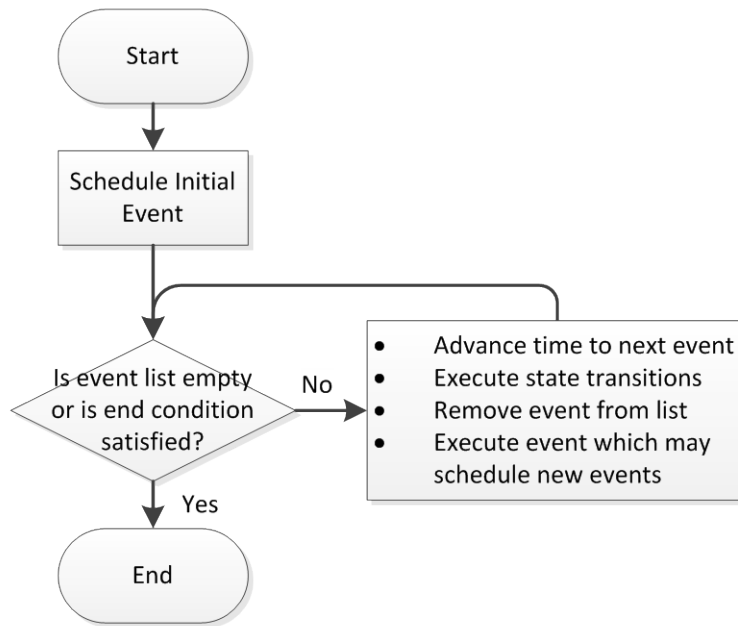 Start
Schedule Initial
Event
Is event list empty
or is end condition
satisfied?
No
• Advance time to next event
• Execute state transitions
• Remove event from list
• Execute event which may
schedule new events
Yes
End